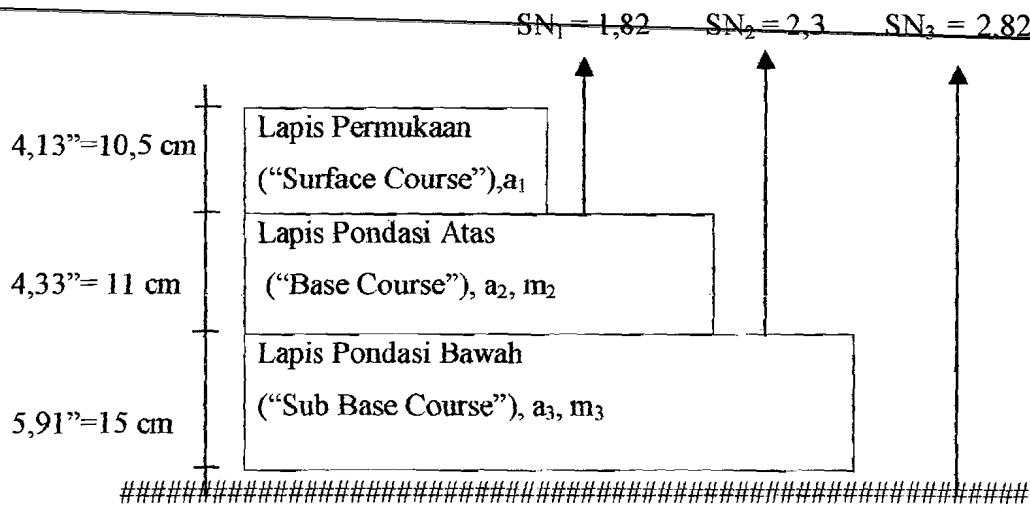 SN₁ = 1,82 SN₂ = 2,3 SN₃ = 2,82
4,13”=10,5 cm
Lapis Permukaan
(“Surface Course”),a₁
4,33”= 11 cm
Lapis Pondasi Atas
(“Base Course”), a₂, m₂
5,91”=15 cm
Lapis Pondasi Bawah
(“Sub Base Course”), a₃, m₃